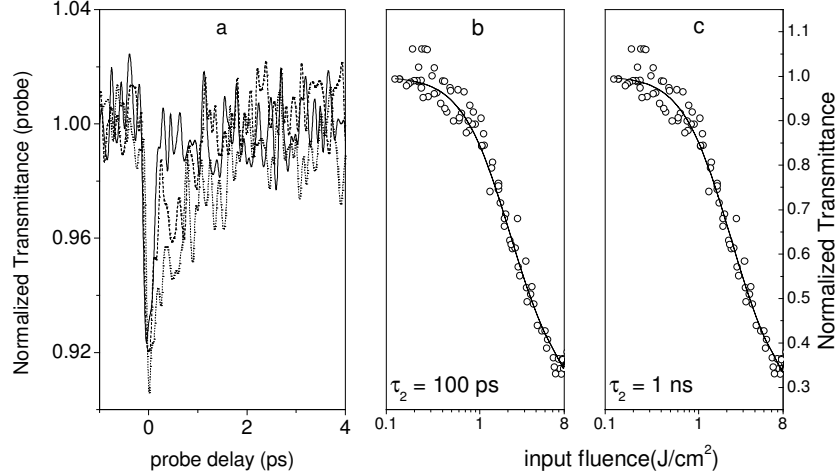 a
b
c
1.04
1.00
0.96
0.92
Normalized Transmittance (probe)
0
2
4
probe delay (ps)
τ2 = 100 ps
0.1
1
8
τ2 = 1 ns
0.1
1
8
input fluence(J/cm2)
1.1
1.0
0.9
0.8
0.7
0.6
0.5
0.4
0.3
Normalized Transmittance